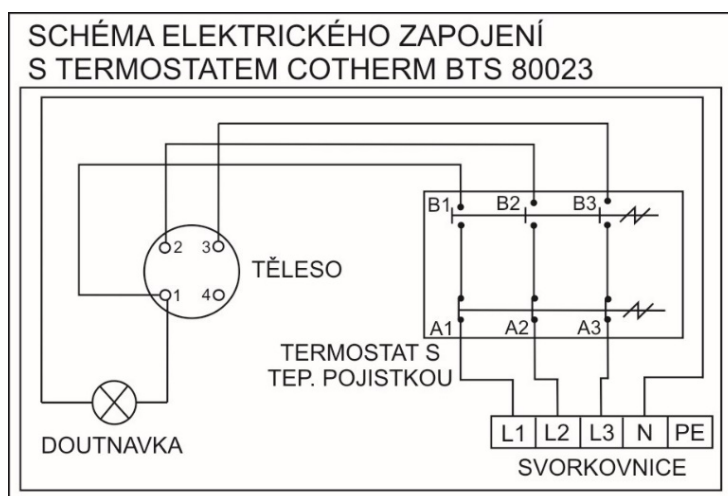 SCHÉMA ELEKTRICKÉHO ZAPOJENÍ
S TERMOSTATEM COTHERM BTS 80023
B1 B2 B3
2 3
TĚLESO
1 4
A1 A2 A3
TERMOSTAT S
TEP. POJISTKOU
DOUTNAVKA
L1 L2 L3 N PE
SVORKOVNICE